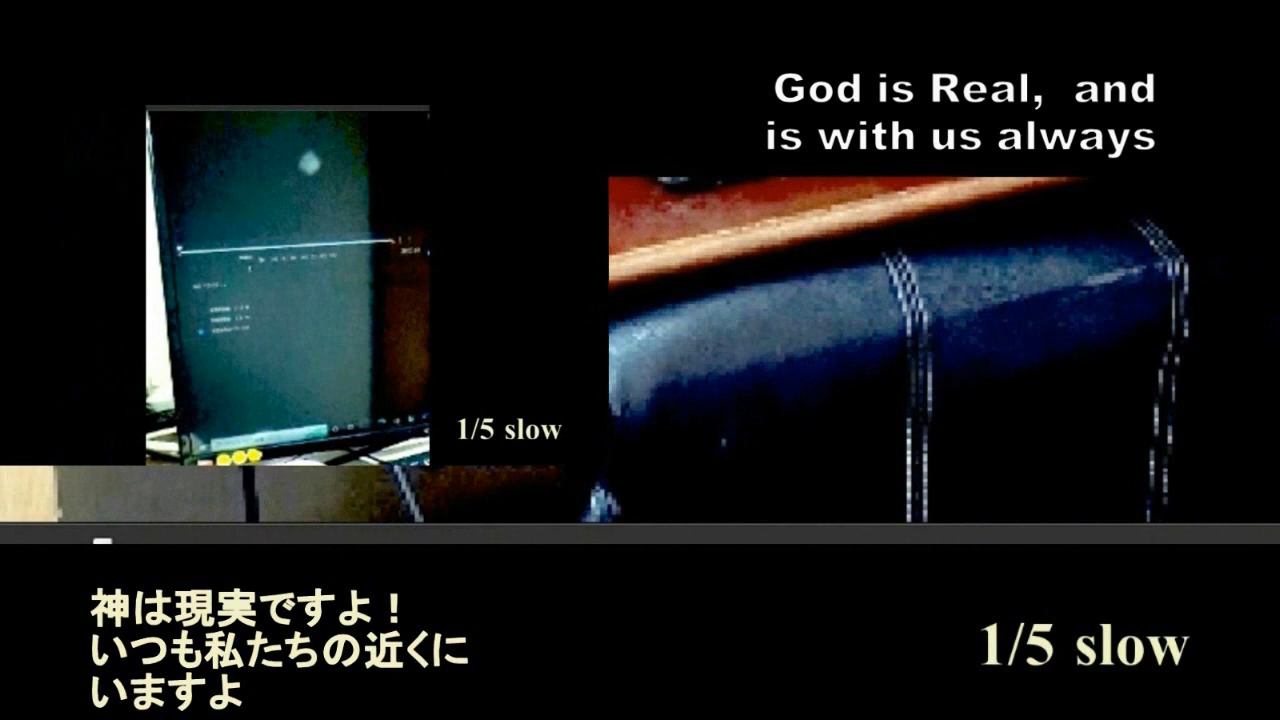 God is Real, and
is with us always
1/5 slow
神は現実ですよ！
いつも私たちの近くに
いますよ
1/5 slow